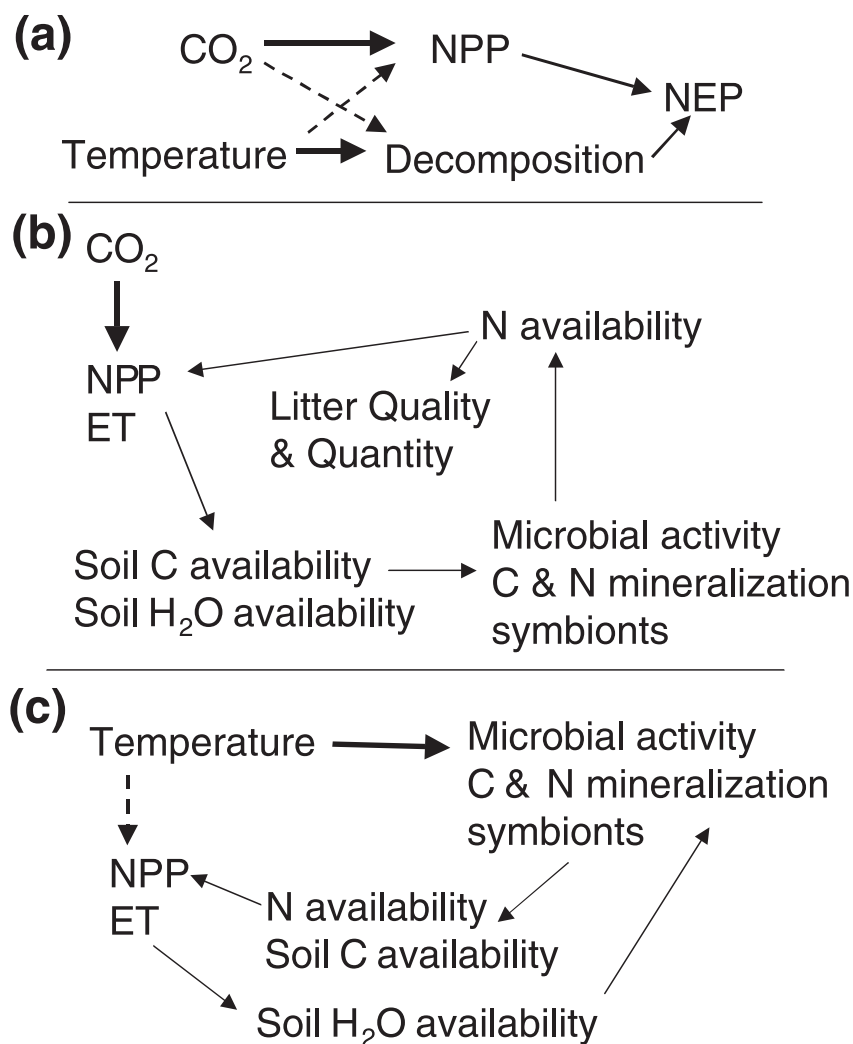 (a)
CO₂ NPP
NEP
Temperature Decomposition
(b)
CO₂
N availability
NPP
ET
Litter Quality
& Quantity
Soil C availability
Soil H₂O availability
Microbial activity
C & N mineralization
symbionts
(c)
Temperature
Microbial activity
C & N mineralization
symbionts
NPP
ET
N availability
Soil C availability
Soil H₂O availability